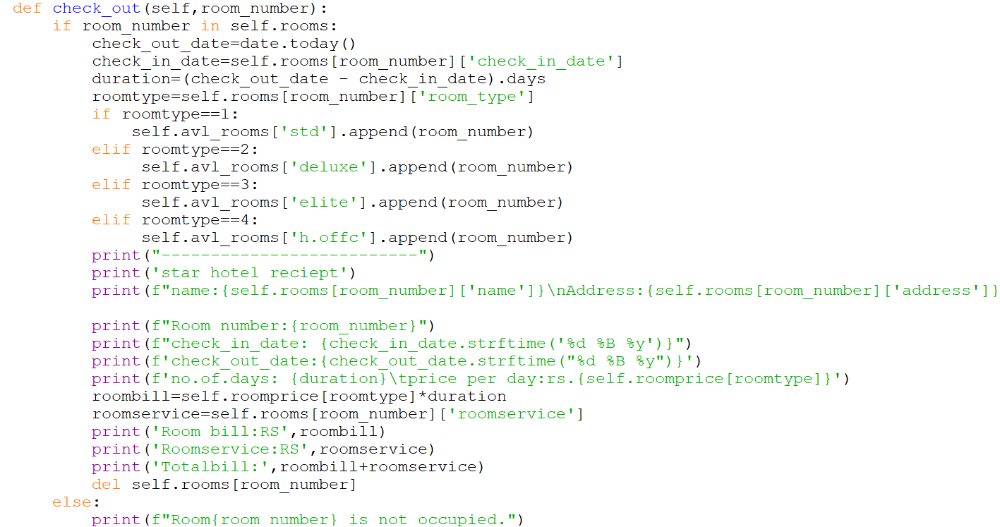 def check_out(self,room_number):
    if room_number in self.rooms:
        check_out_date=date.today()
        check_in_date=self.rooms[room_number]['check_in_date']
        duration=(check_out_date - check_in_date).days
        roomtype=self.rooms[room_number]['room_type']
        if roomtype==1:
            self.avl_rooms['std'].append(room_number)
        elif roomtype==2:
             self.avl_rooms['deluxe'].append(room_number)
        elif roomtype==3:
             self.avl_rooms['elite'].append(room_number)
        elif roomtype==4:
             self.avl_rooms['h.offc'].append(room_number)
        print("--------------------------")
        print('star hotel reciept')
        print(f"name:{self.rooms[room_number]['name']}\nAddress:{self.rooms[room_number]['address']}

        print(f"Room number:{room_number}")
        print(f"check_in_date: {check_in_date.strftime('%d %B %y')}")
        print(f'check_out_date:{check_out_date.strftime("%d %B %y")}')
        print(f'no.of.days: {duration}\tprice per day:rs.{self.roomprice[roomtype]}')
        roombill=self.roomprice[roomtype]*duration
        roomservice=self.rooms[room_number]['roomservice']
        print('Room bill:RS',roombill)
        print('Roomservice:RS',roomservice)
        print('Totalbill:',roombill+roomservice)
        del self.rooms[room_number]
    else:
        print(f"Room{room_number} is not occupied.")